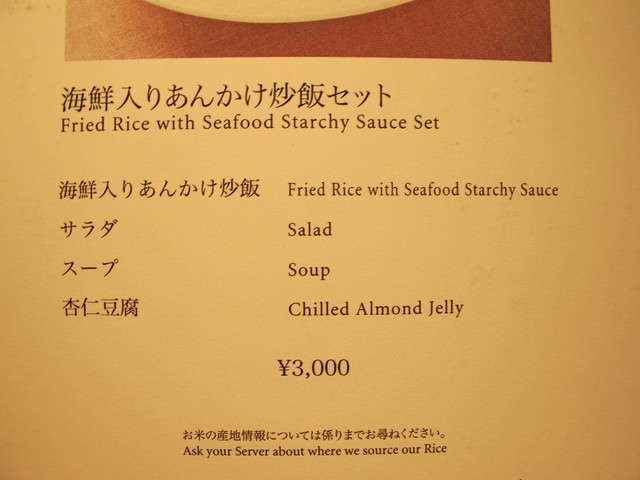 海鮮入りあんかけ炒飯セット
Fried Rice with Seafood Starchy Sauce Set
海鮮入りあんかけ炒飯 Fried Rice with Seafood Starchy Sauce
サラダ Salad
スープ Soup
杏仁豆腐 Chilled Almond Jelly
¥3,000
お米の産地情報については係りまでお尋ねください。
Ask your Server about where we source our Rice